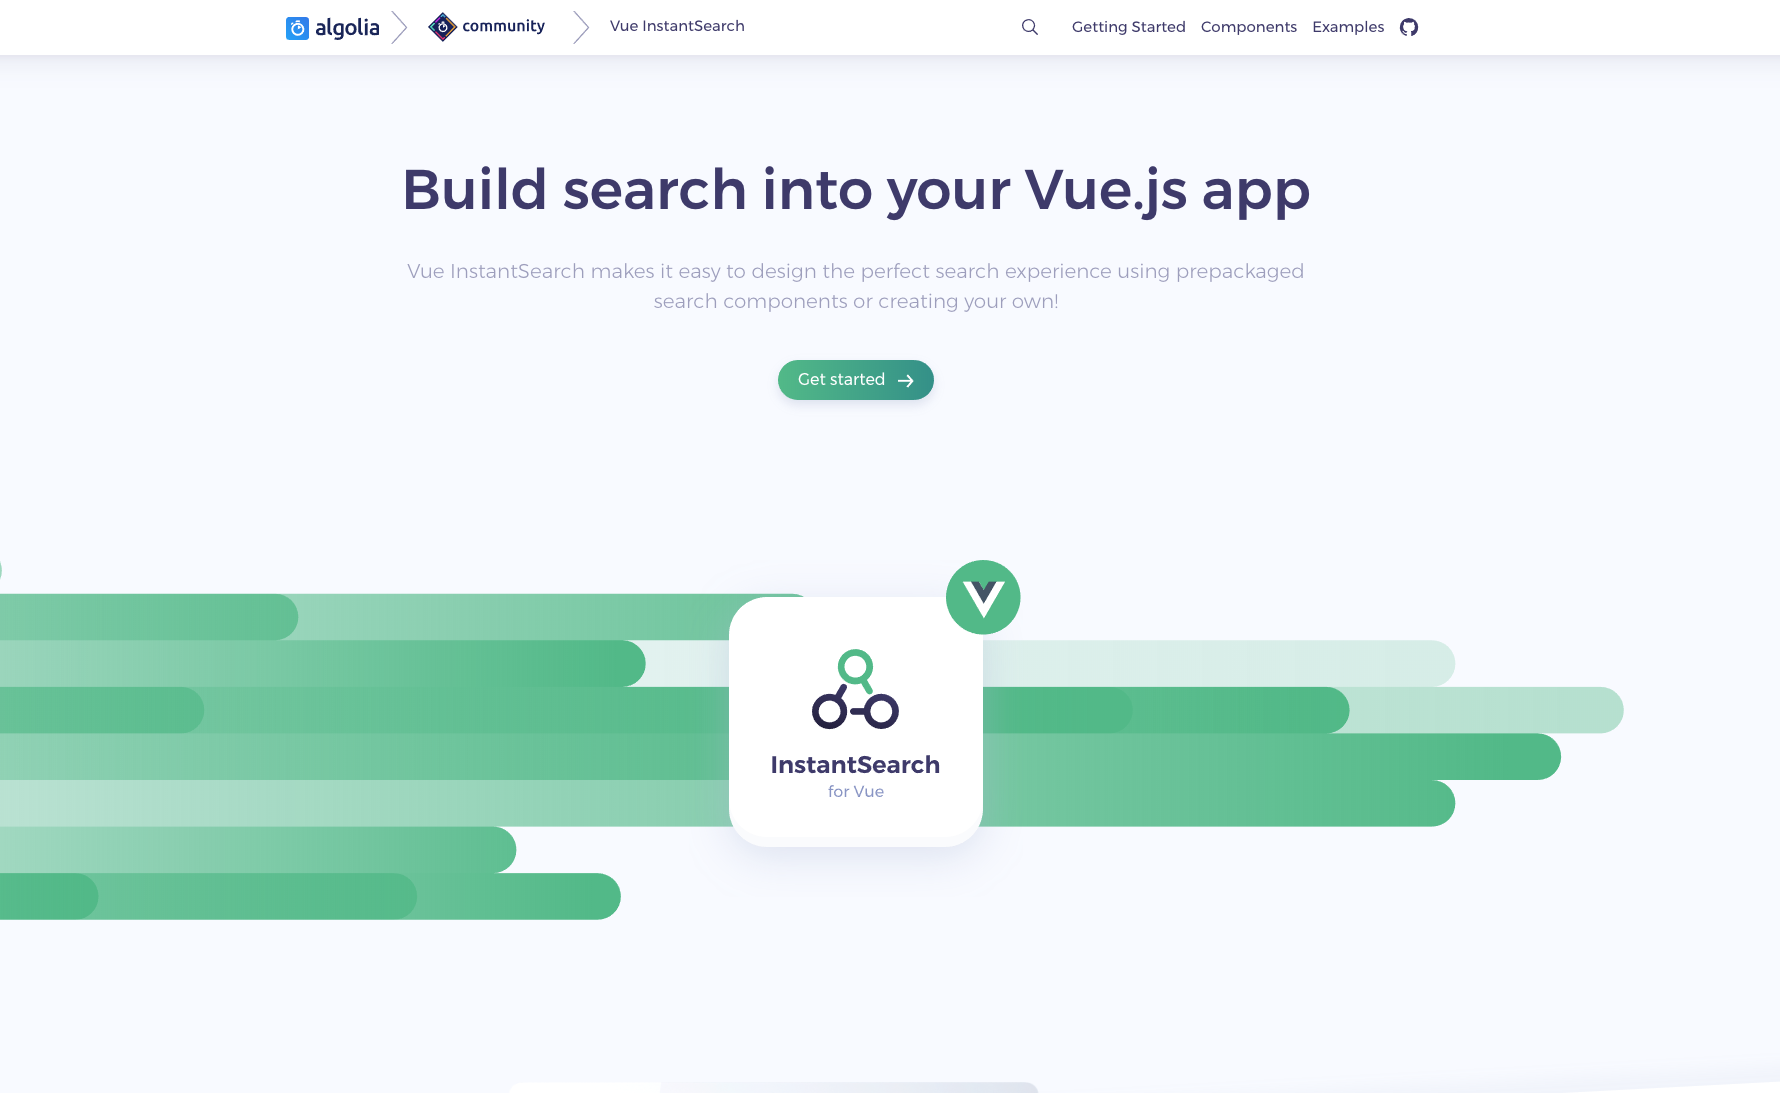 algolia community Vue InstantSearch Getting Started Components Examples
Build search into your Vue.js app
Vue InstantSearch makes it easy to design the perfect search experience using prepackaged
search components or creating your own!
Get started
InstantSearch
for Vue